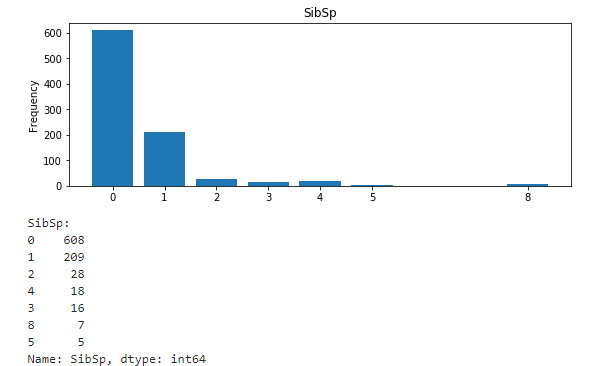 SibSp
600
500
400
300
200
100
0
Frequency
0 1 2 3 4 5 8
SibSp:
0    608
1    209
2     28
4     18
3     16
8      7
5      5
Name: SibSp, dtype: int64